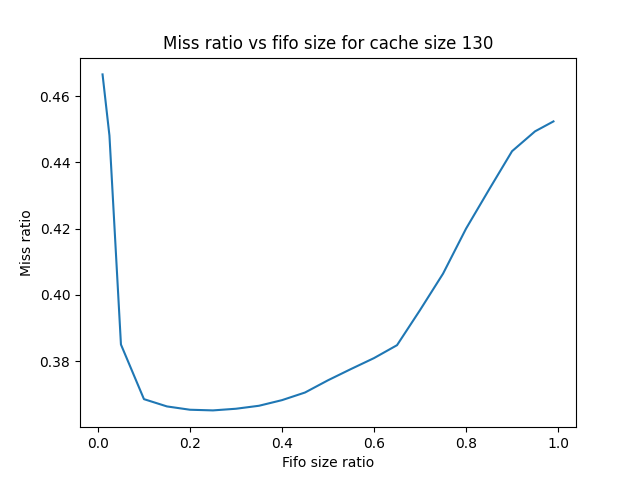 Miss ratio vs fifo size for cache size 130
0.46
0.44
0.42
0.40
0.38
Miss ratio
0.0 0.2 0.4 0.6 0.8 1.0
Fifo size ratio